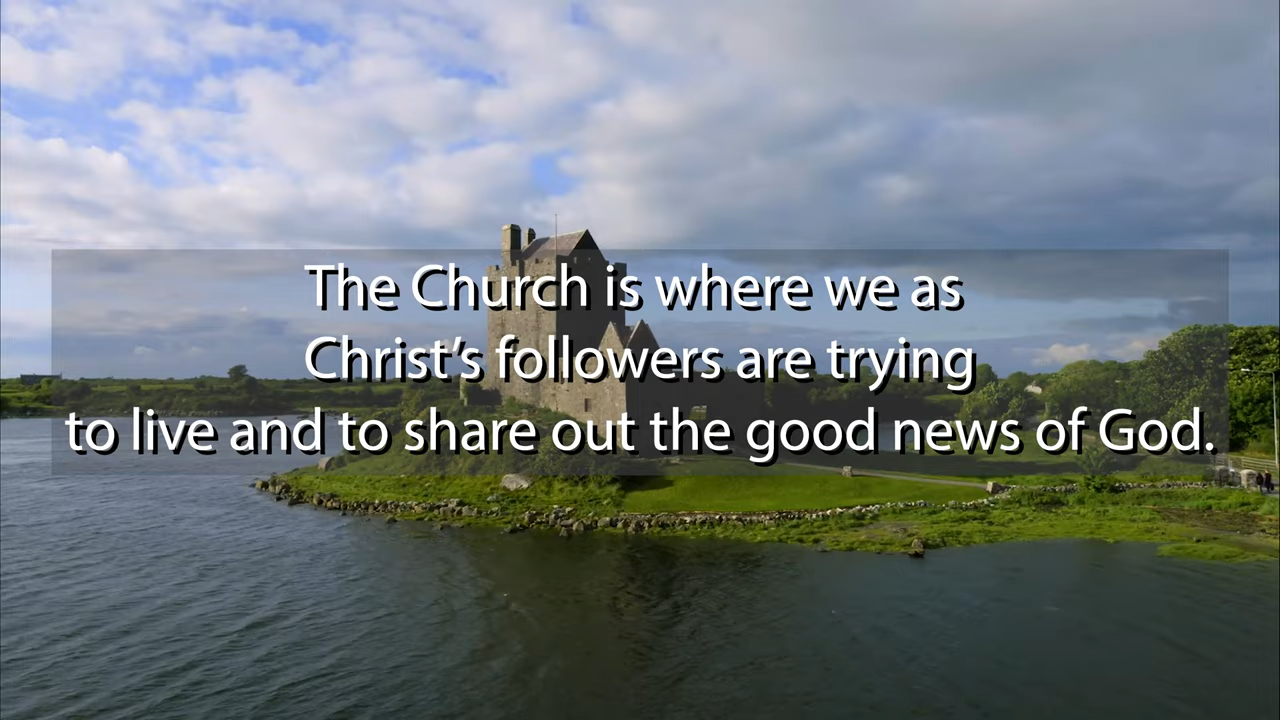 The Church is where we as
Christ’s followers are trying
to live and to share out the good news of God.